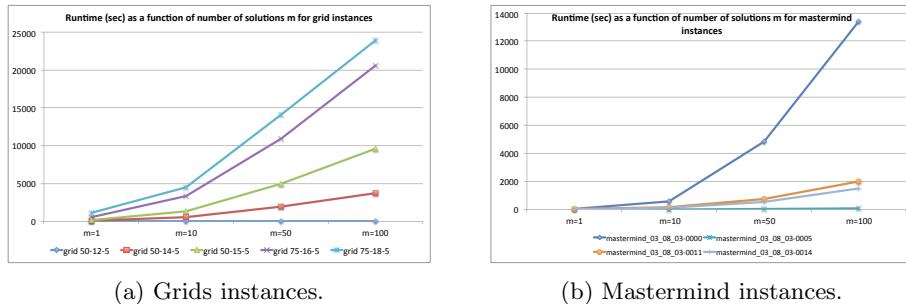 Runtime (sec) as a function of number of solutions m for grid instances
25000
20000
15000
10000
5000
0
m=1 m=10 m=50 m=100
grid 50-12-5 grid 50-14-5 grid 50-15-5 grid 75-16-5 grid 75-18-5
(a) Grids instances.
Runtime (sec) as a function of number of solutions m for mastermind
instances
14000
12000
10000
8000
6000
4000
2000
0
m=1 m=10 m=50 m=100
mastermind_03_08_03-0000 mastermind_03_08_03-0005
mastermind_03_08_03-0011 mastermind_03_08_03-0014
(b) Mastermind instances.